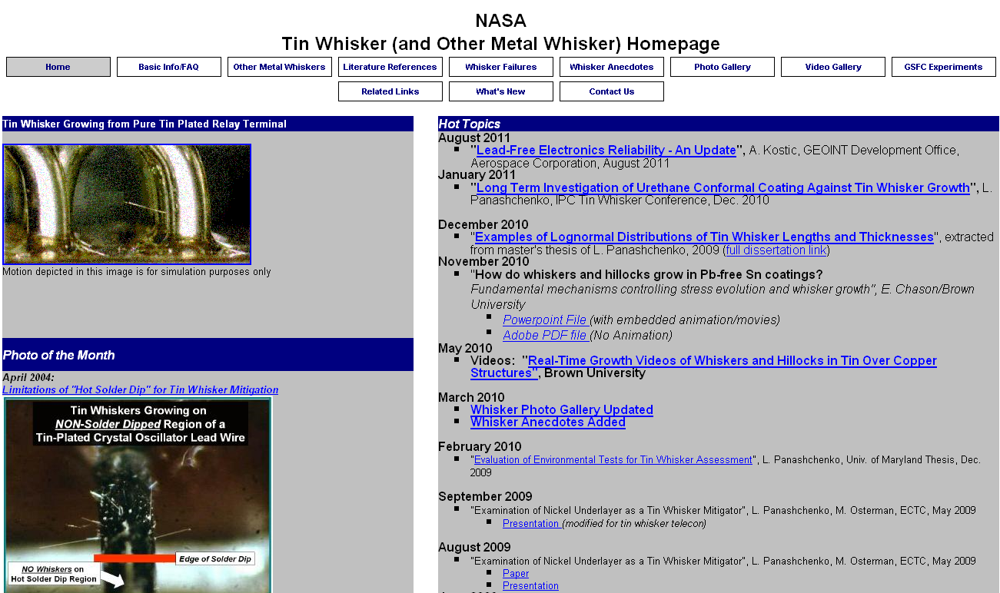 NASA
Tin Whisker (and Other Metal Whisker) Homepage
Home
Basic Info/FAQ
Other Metal Whiskers
Literature References
Whisker Failures
Whisker Anecdotes
Photo Gallery
Video Gallery
GSFC Experiments
Related Links
What's New
Contact Us
Tin Whisker Growing from Pure Tin Plated Relay Terminal
Motion depicted in this image is for simulation purposes only
Photo of the Month
April 2004:
Limitations of "Hot Solder Dip" for Tin Whisker Mitigation
Tin Whiskers Growing on
NON-Solder Dipped Region of a
Tin-Plated Crystal Oscillator Lead Wire
Edge of Solder Dip
NO Whiskers on
Hot Solder Dip Region
Hot Topics
August 2011
"Lead-Free Electronics Reliability - An Update", A. Kostic, GEOINT Development Office,
Aerospace Corporation, August 2011
January 2011
"Long Term Investigation of Urethane Conformal Coating Against Tin Whisker Growth", L.
Panashchenko, IPC Tin Whisker Conference, Dec. 2010
December 2010
"Examples of Lognormal Distributions of Tin Whisker Lengths and Thicknesses", extracted
from master's thesis of L. Panashchenko, 2009 (full dissertation link)
November 2010
"How do whiskers and hillocks grow in Pb-free Sn coatings?
Fundamental mechanisms controlling stress evolution and whisker growth", E. Chason/Brown
University
Powerpoint File (with embedded animation/movies)
Adobe PDF file (No Animation)
May 2010
Videos: "Real-Time Growth Videos of Whiskers and Hillocks in Tin Over Copper
Structures", Brown University
March 2010
Whisker Photo Gallery Updated
Whisker Anecdotes Added
February 2010
"Evaluation of Environmental Tests for Tin Whisker Assessment", L. Panashchenko, Univ. of Maryland Thesis, Dec.
2009
September 2009
"Examination of Nickel Underlayer as a Tin Whisker Mitigator", L. Panashchenko, M. Osterman, ECTC, May 2009
Presentation (modified for tin whisker telecon)
August 2009
"Examination of Nickel Underlayer as a Tin Whisker Mitigator", L. Panashchenko, M. Osterman, ECTC, May 2009
Paper
Presentation